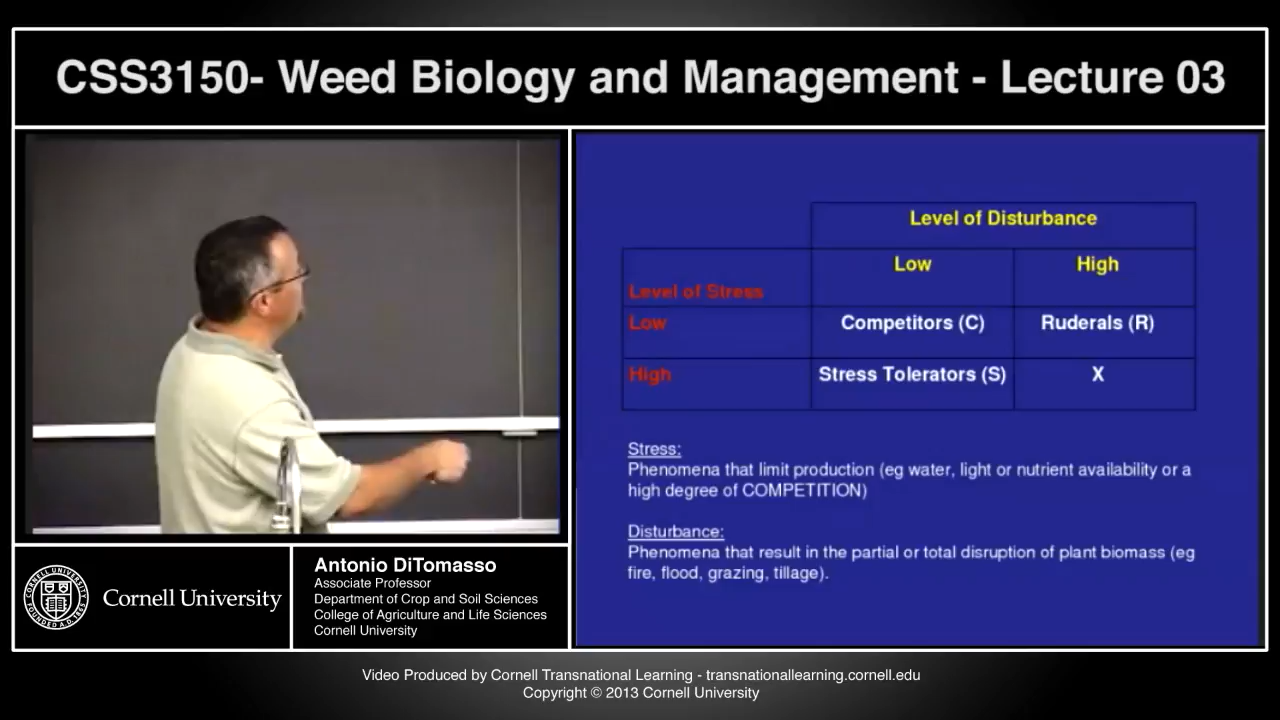 CSS3150- Weed Biology and Management - Lecture 03
Level of Disturbance
Low High
Level of Stress
Low Competitors (C) Ruderals (R)
High Stress Tolerators (S) X
Stress:
Phenomena that limit production (eg water, light or nutrient availability or a
high degree of COMPETITION)
Disturbance:
Phenomena that result in the partial or total disruption of plant biomass (eg
fire, flood, grazing, tillage).
Cornell University
Antonio DiTomasso
Associate Professor
Department of Crop and Soil Sciences
College of Agriculture and Life Sciences
Cornell University
Video Produced by Cornell Transnational Learning - transnationallearning.cornell.edu
Copyright © 2013 Cornell University